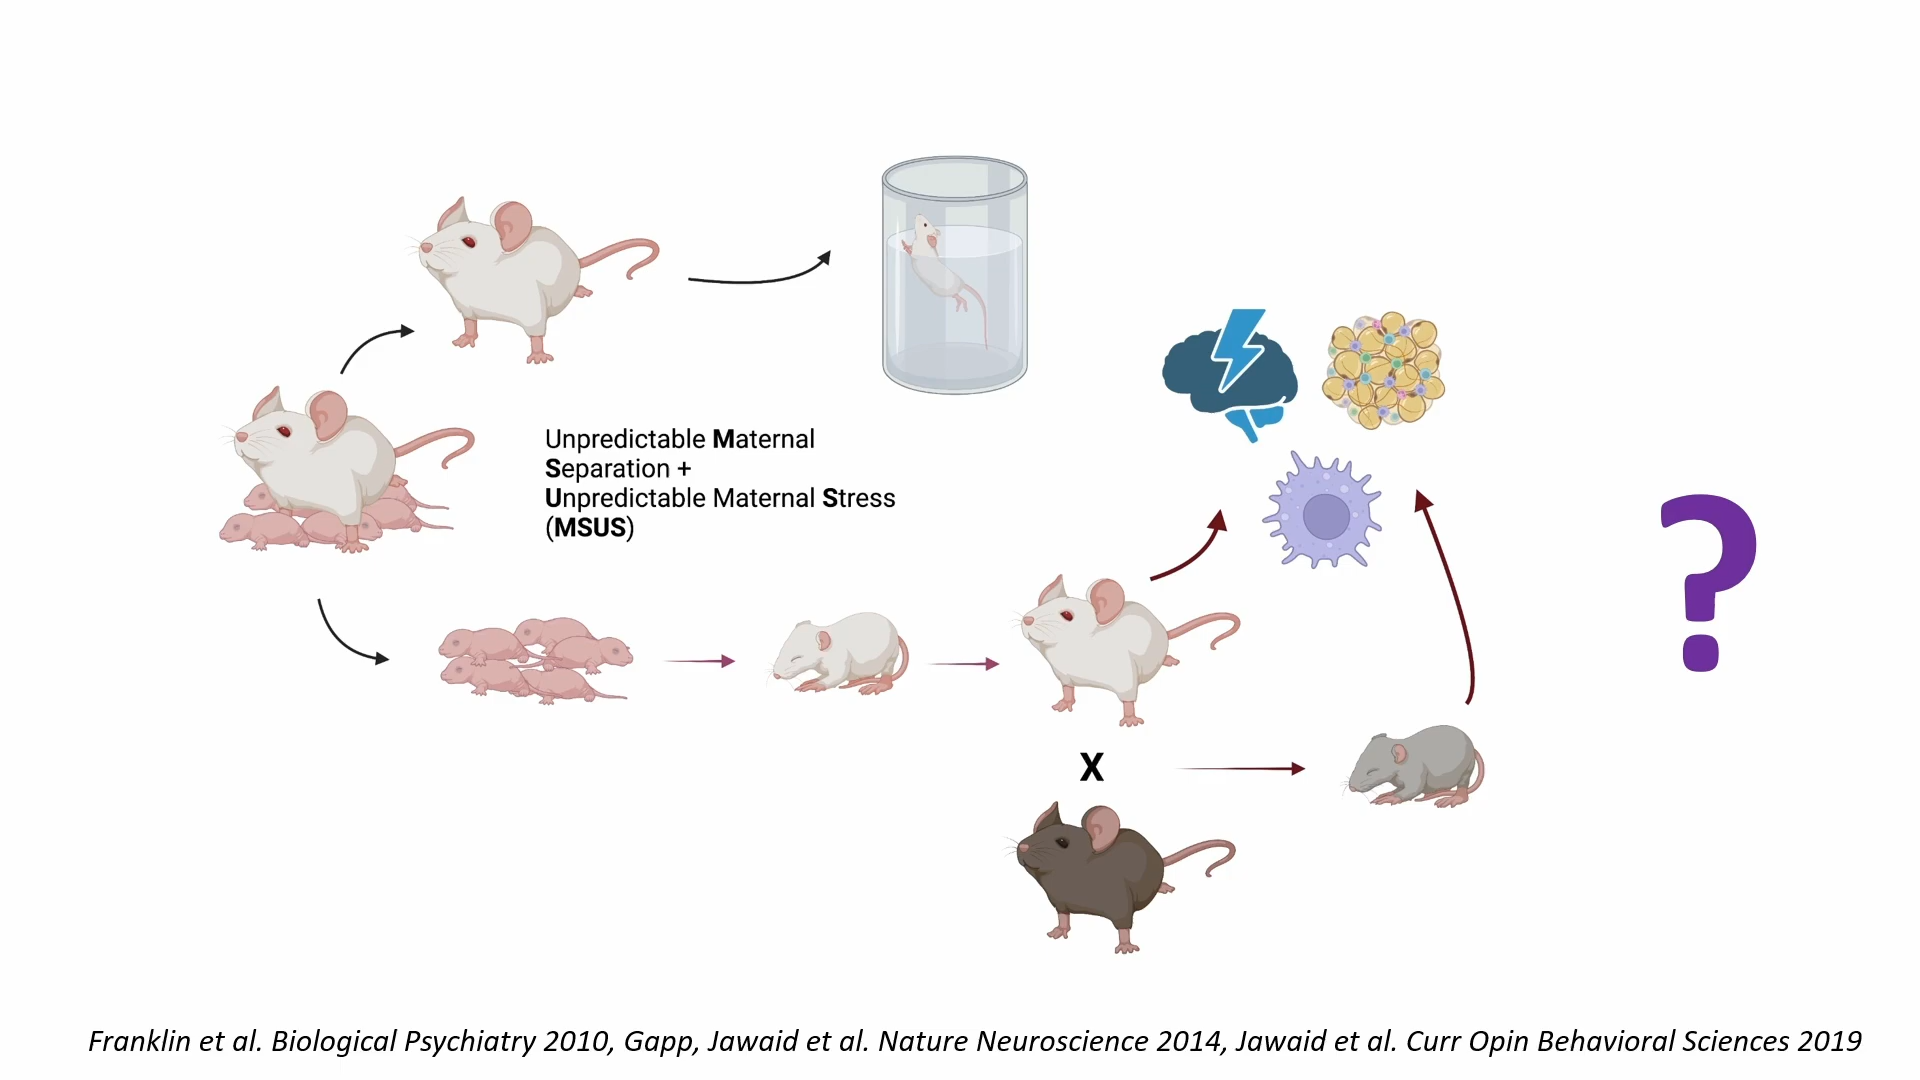 Unpredictable Maternal
Separation +
Unpredictable Maternal Stress
(MSUS)
?
X
Franklin et al. Biological Psychiatry 2010, Gapp, Jawaid et al. Nature Neuroscience 2014, Jawaid et al. Curr Opin Behavioral Sciences 2019